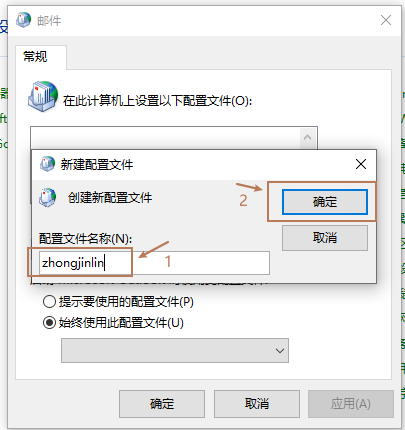 邮件
常规
在此计算机上设置以下配置文件(O):
新建配置文件
创建新配置文件
2
确定
取消
配置文件名称(N):
zhongjinlin
1
提示要使用的配置文件(P)
始终使用此配置文件(U)
确定
取消
应用(A)